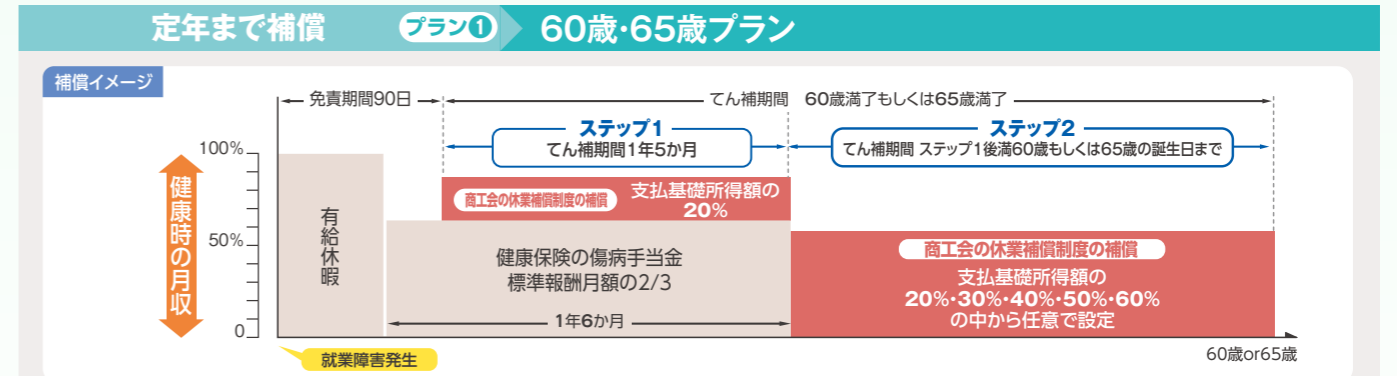 定年まで補償 プラン❶ 60歳・65歳プラン
補償イメージ
免責期間90日
てん補期間 60歳満了もしくは65歳満了
ステップ1
てん補期間1年5か月
ステップ2
てん補期間 ステップ1後満60歳もしくは65歳の誕生日まで
健康時の月収
100%
50%
0
有給休暇
商工会の休業補償制度の補償
支払基礎所得額の
20%
健康保険の傷病手当金
標準報酬月額の2/3
1年6か月
商工会の休業補償制度の補償
支払基礎所得額の
20%・30%・40%・50%・60%
の中から任意で設定
就業障害発生
60歳or65歳